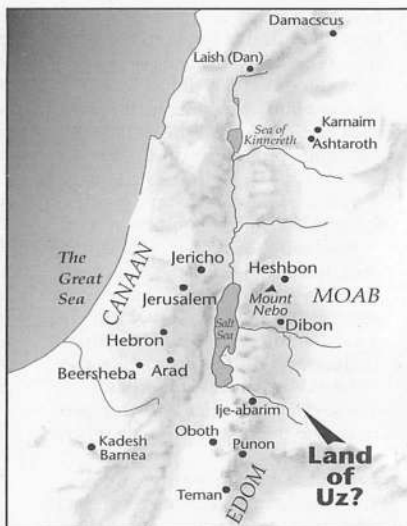 Damacscus
Laish (Dan)
Karnaim
Ashtaroth
Sea of
Kinnereth
The
Great
Sea
CANAAN
Jericho
Jerusalem
Heshbon
Mount
Nebo
MOAB
Hebron
Salt
Sea
Dibon
Beersheba
Arad
Ije-abarim
Kadesh
Barnea
Oboth
Punon
Land
of
Uz?
Teman
EDOM